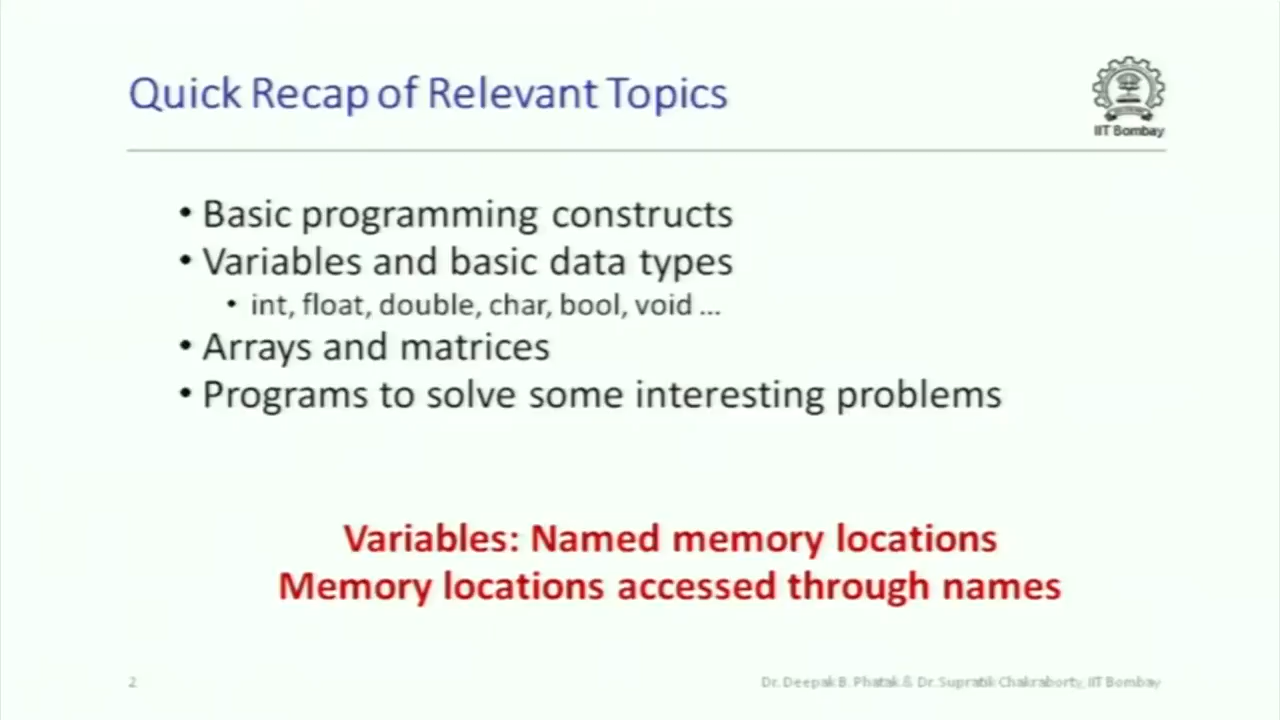 Quick Recap of Relevant Topics
IIT Bombay
• Basic programming constructs
• Variables and basic data types
• int, float, double, char, bool, void ...
• Arrays and matrices
• Programs to solve some interesting problems
Variables: Named memory locations
Memory locations accessed through names
2
Dr. Deepak B. Phatak & Dr. Supratik Chakraborty, IIT Bombay